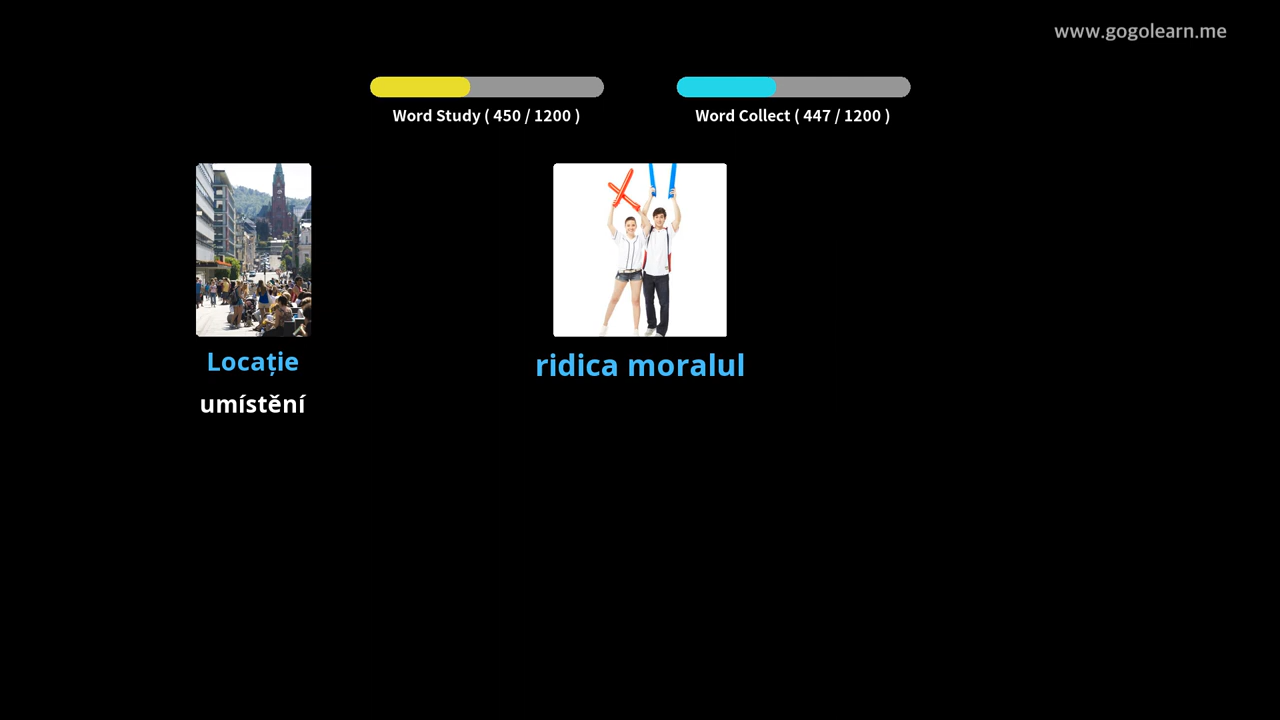 www.gogolearn.me
Word Study ( 450 / 1200 )
Word Collect ( 447 / 1200 )
Locație
umístění
ridica moralul